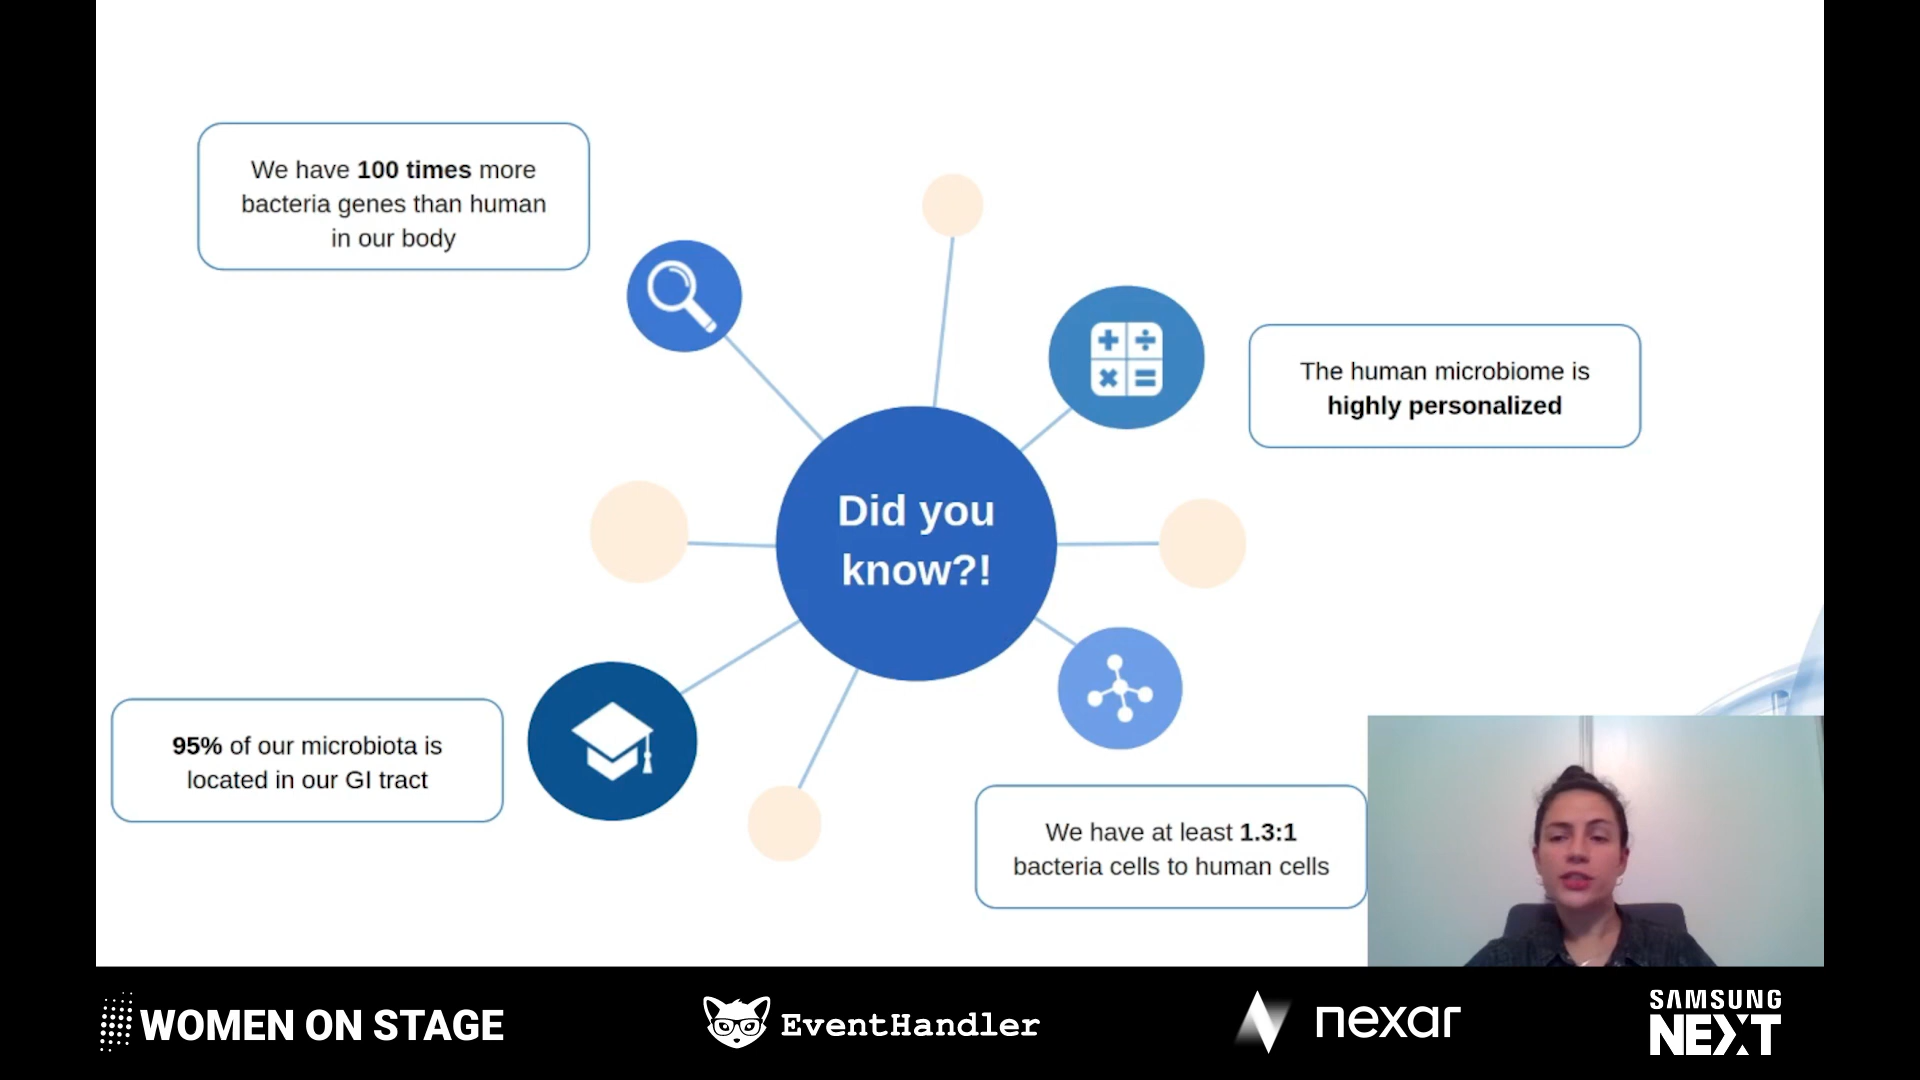 We have 100 times more
bacteria genes than human
in our body
The human microbiome is
highly personalized
Did you
know?!
95% of our microbiota is
located in our GI tract
We have at least 1.3:1
bacteria cells to human cells
WOMEN ON STAGE
EventHandler
nexar
SAMSUNG
NEXT